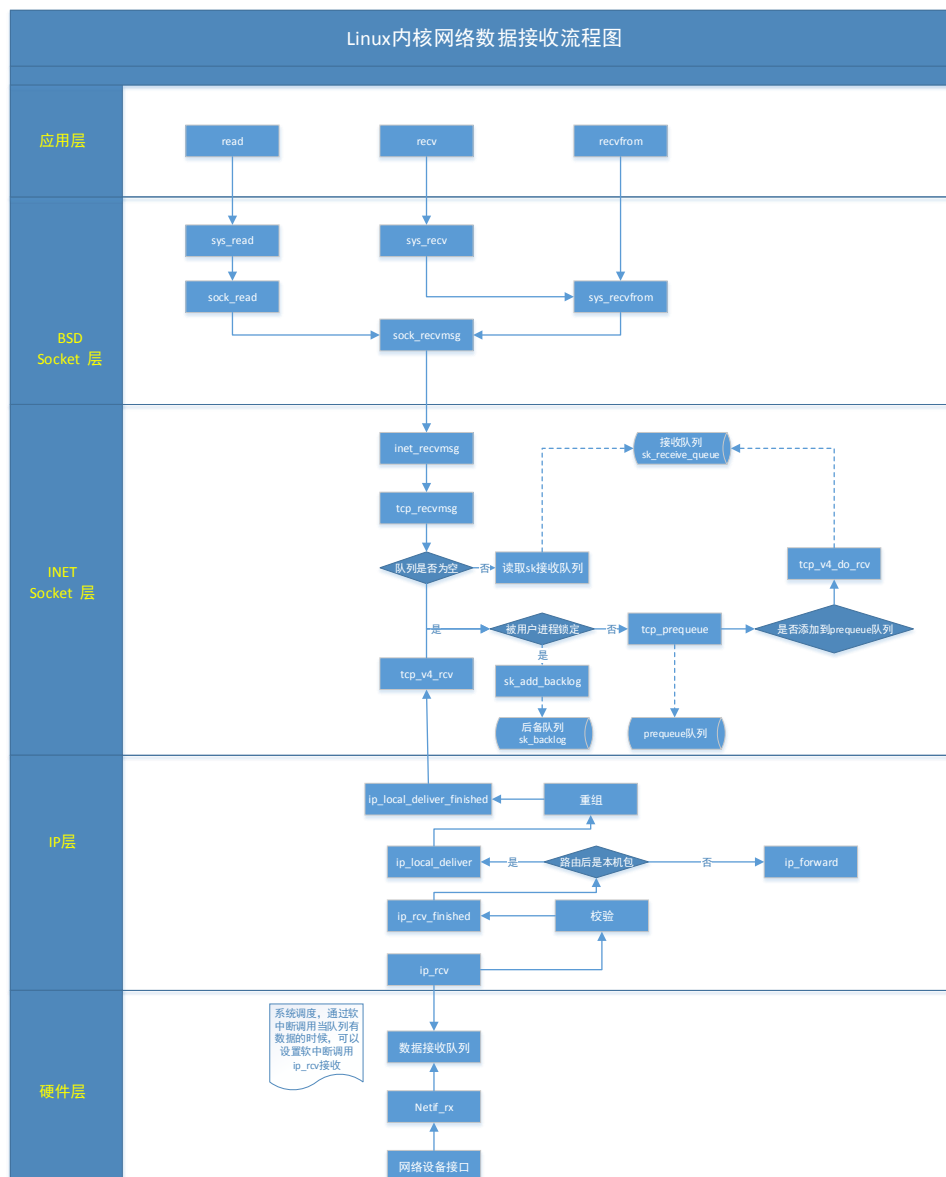 Linux内核网络数据接收流程图
应用层
read
recv
recvfrom
BSD
Socket 层
sys_read
sys_recv
sock_read
sys_recvfrom
sock_recvmsg
INET
Socket 层
inet_recvmsg
接收队列
sk_receive_queue
tcp_recvmsg
队列是否为空
否
读取sk接收队列
tcp_v4_do_rcv
是
被用户进程锁定
否
tcp_prequeue
是否添加到prequeue队列
是
tcp_v4_rcv
sk_add_backlog
后备队列
sk_backlog
prequeue队列
IP层
ip_local_deliver_finished
重组
ip_local_deliver
是
路由后是本机包
否
ip_forward
ip_rcv_finished
校验
ip_rcv
硬件层
系统调度，通过软
中断调用当队列有
数据的时候，可以
设置软中断调用
ip_rcv接收
数据接收队列
Netif_rx
网络设备接口